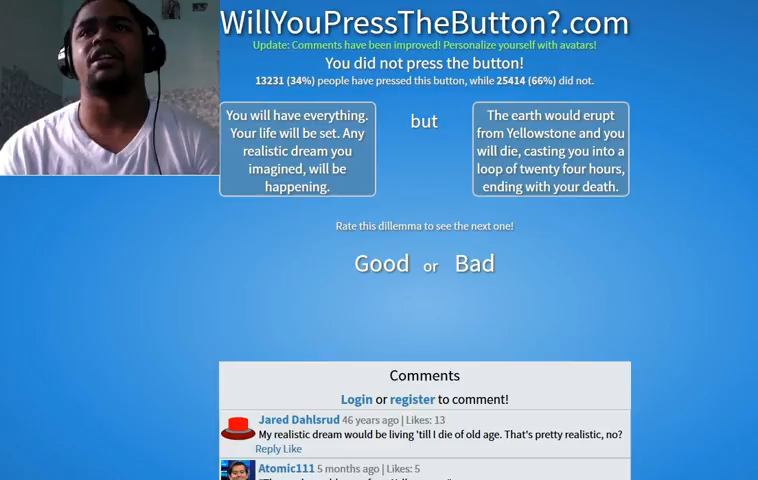 WillYouPressTheButton?.com
Update: Comments have been improved! Personalize yourself with avatars!
You did not press the button!
13231 (34%) people have pressed this button, while 25414 (66%) did not.
You will have everything.
Your life will be set. Any
realistic dream you
imagined, will be
happening.
but
The earth would erupt
from Yellowstone and you
will die, casting you into a
loop of twenty four hours,
ending with your death.
Rate this dillemma to see the next one!
Good or Bad
Comments
Login or register to comment!
Jared Dahlsrud 46 years ago | Likes: 13
My realistic dream would be living 'till I die of old age. That's pretty realistic, no?
Reply Like
Atomic111 5 months ago | Likes: 5